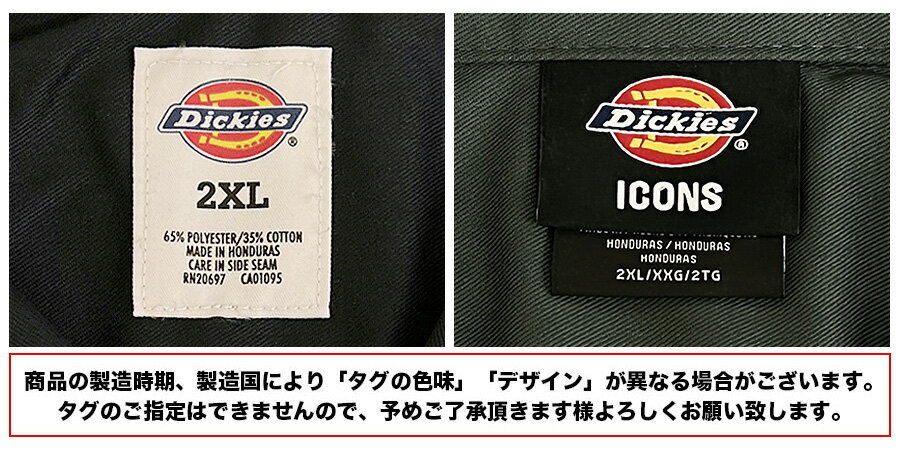 Dickies
®
2XL
65% POLYESTER/35% COTTON
MADE IN HONDURAS
CARE IN SIDE SEAM
RN20697 CA01095
Dickies
®
ICONS
HONDURAS/HONDURAS
HONDURAS
2XL/XXG/2TG
商品の製造時期、製造国により「タグの色味」「デザイン」が異なる場合がございます。
タグのご指定はできませんので、予めご了承頂きます様よろしくお願い致します。